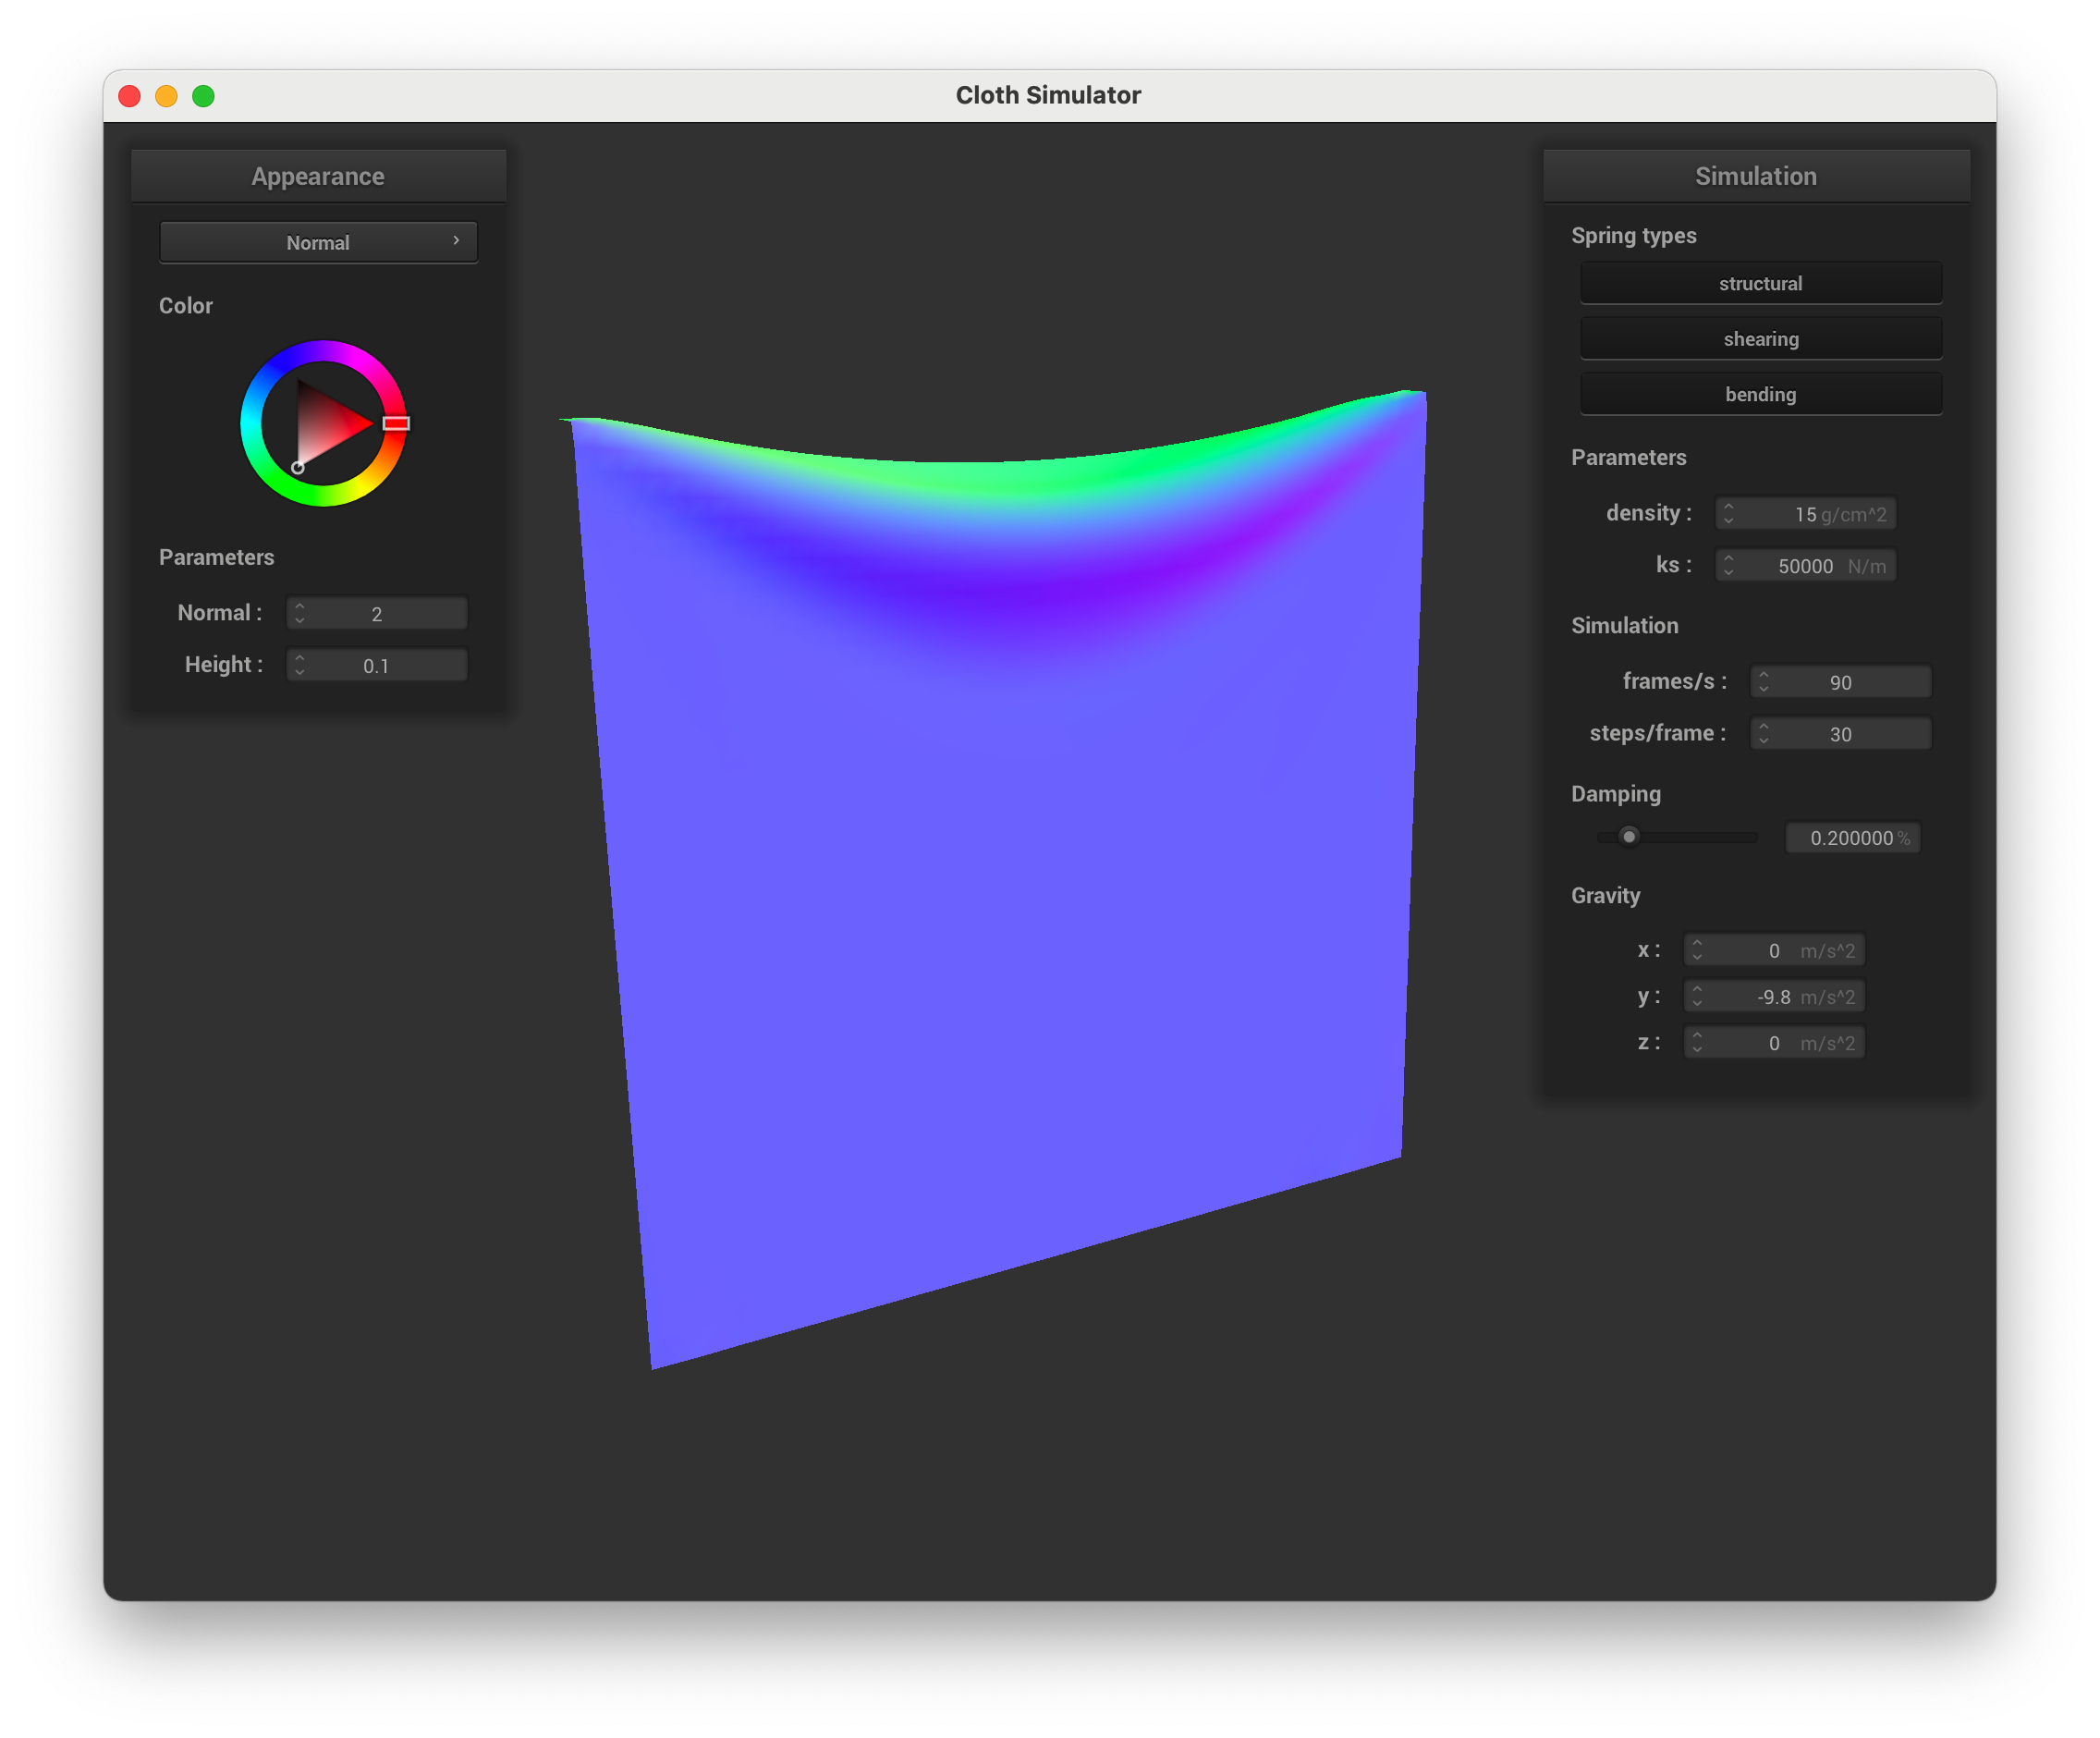 Cloth Simulator
Appearance
Normal
Color
Parameters
Normal : 2
Height : 0.1
Simulation
Spring types
structural
shearing
bending
Parameters
density : 15 g/cm^2
ks : 50000 N/m
Simulation
frames/s : 90
steps/frame : 30
Damping
0.200000 %
Gravity
x : 0 m/s^2
y : -9.8 m/s^2
z : 0 m/s^2